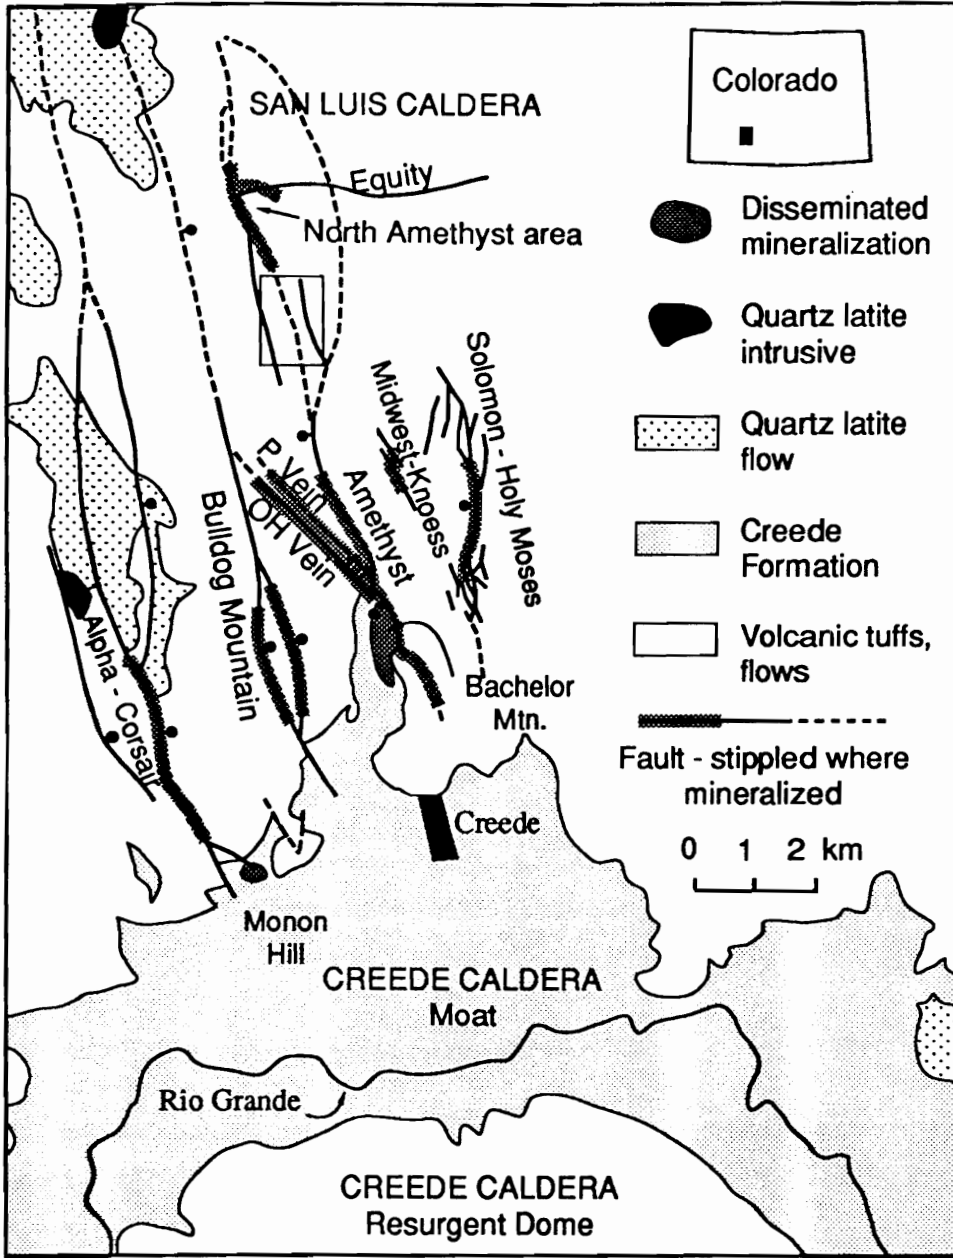 SAN LUIS CALDERA
Equity
North Amethyst area
Solomon - Holy Moses
Midwest-Knoess
P Vein
OH Vein
Amethyst
Bulldog Mountain
Alpha - Corsair
Bachelor
Mtn.
Creede
Monon
Hill
CREEDE CALDERA
Moat
Rio Grande
CREEDE CALDERA
Resurgent Dome
Colorado
Disseminated
mineralization
Quartz latite
intrusive
Quartz latite
flow
Creede
Formation
Volcanic tuffs,
flows
Fault - stippled where
mineralized
0 1 2 km